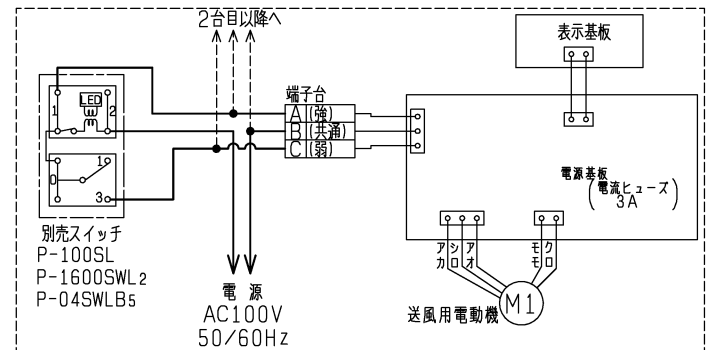 2台目以降へ
表示基板
端子台
LED
1
2
A (強)
B (共通)
C (弱)
1
0
3
電源基板
(電流ヒューズ 3A)
別売スイッチ
P-100SL
P-1600SWL2
P-04SWLB5
電 源
AC100V
50/60Hz
アカ
シロ
アオ
モモ
クロ
送風用電動機
M1